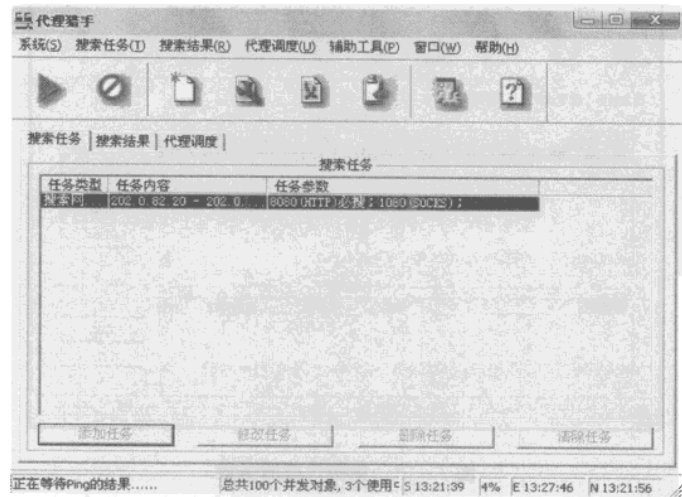 代理猎手
系统(S) 搜索任务(T) 搜索结果(R) 代理调度(U) 辅助工具(P) 窗口(W) 帮助(H)
搜索任务 搜索结果 代理调度
搜索任务
任务类型 任务内容 任务参数
202.0.82.20 - 202.0. ... 8080(HTTP)必搜；1080(SOCKS)；
添加任务 修改任务 删除任务 清除任务
正在等待Ping的结果...... 总共100个并发对象, 3个使用 S 13:21:39 4% E 13:27:46 N 13:21:56